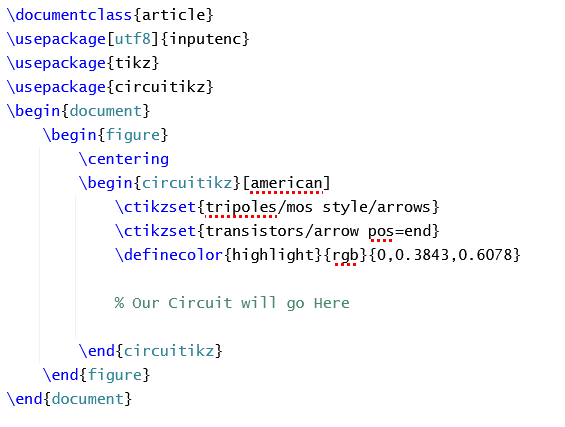 \documentclass{article}
\usepackage[utf8]{inputenc}
\usepackage{tikz}
\usepackage{circuitikz}
\begin{document}
\begin{figure}
\centering
\begin{circuitikz}[american]
\ctikzset{tripoles/mos style/arrows}
\ctikzset{transistors/arrow pos=end}
\definecolor{highlight}{rgb}{0,0.3843,0.6078}
% Our Circuit will go Here
\end{circuitikz}
\end{figure}
\end{document}